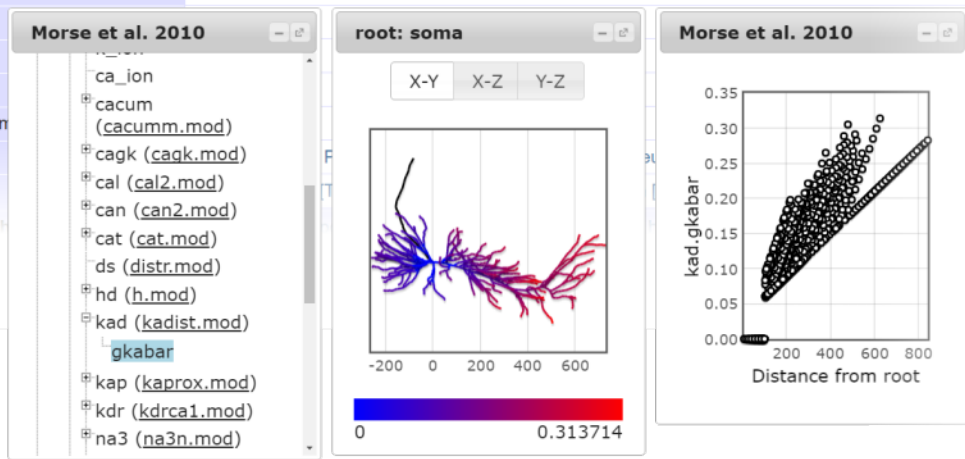 Morse et al. 2010
ca_ion
cacum
(cacumm.mod)
cagk (cagk.mod)
cal (cal2.mod)
can (can2.mod)
cat (cat.mod)
ds (distr.mod)
hd (h.mod)
kad (kadist.mod)
gkabar
kap (kaprox.mod)
kdr (kdrca1.mod)
na3 (na3n.mod)
root: soma
X-Y X-Z Y-Z
-200 0 200 400 600
0 0.313714
Morse et al. 2010
0.35
0.30
0.25
0.20
0.15
0.10
0.05
0.00
kad.gkabar
200 400 600 800
Distance from root